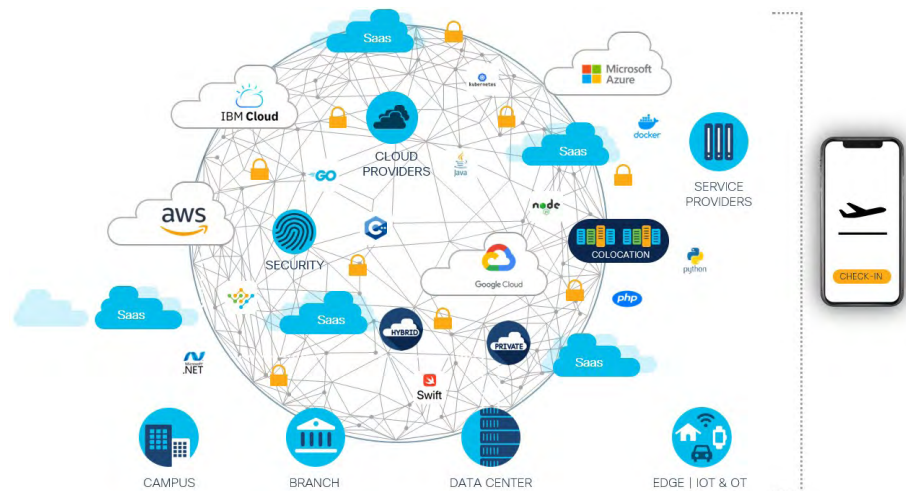 Saas
kubernetes
Microsoft
Azure
IBM Cloud
docker
CLOUD
PROVIDERS
Java
Saas
GO
SERVICE
PROVIDERS
aws
node
C++
SECURITY
COLOCATION
python
Google Cloud
CHECK-IN
php
Saas
Saas
HYBRID
PRIVATE
Saas
Microsoft
.NET
Swift
CAMPUS
BRANCH
DATA CENTER
EDGE | IOT & OT